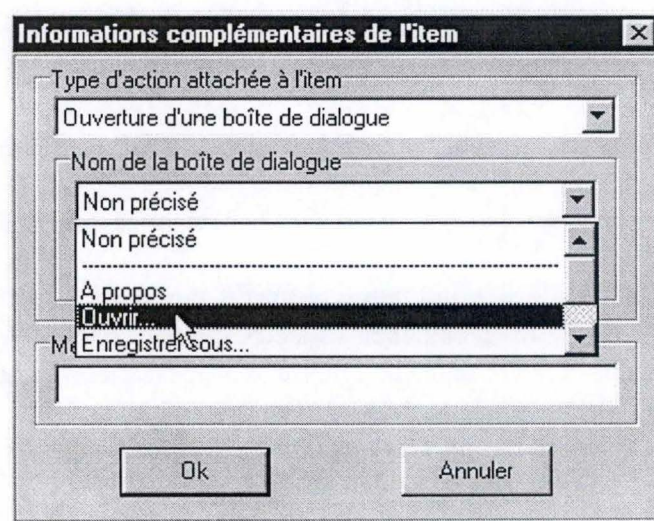 Informations complémentaires de l'item
Type d'action attachée à l'item
Ouverture d'une boîte de dialogue
Nom de la boîte de dialogue
Non précisé
Non précisé
A propos
Ouvrir...
Enregistrer sous...
Ok
Annuler